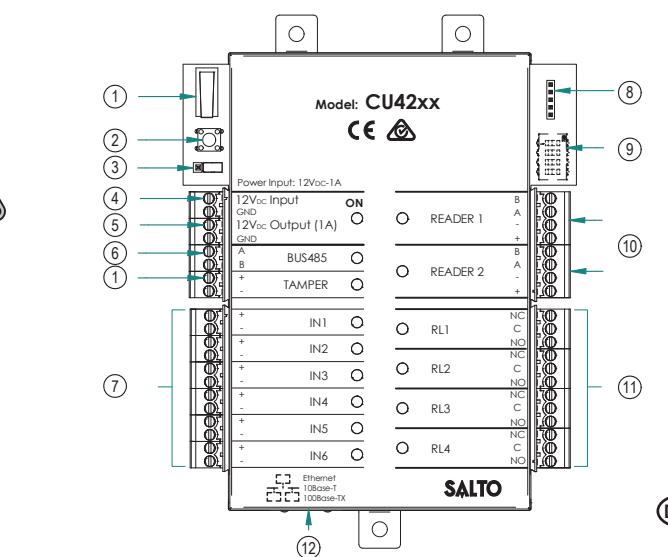 Model: CU42xx
CE
1
2
3
4
5
6
1
7
8
9
10
11
12
Power Input: 12VDC-1A
12VDC Input
GND
12VDC Output (1A)
GND
ON
A
B
BUS485
+
-
TAMPER
+
-
IN1
+
-
IN2
+
-
IN3
+
-
IN4
+
-
IN5
+
-
IN6
READER 1
B
A
-
+
READER 2
B
A
-
+
RL1
NC
C
NO
RL2
NC
C
NO
RL3
NC
C
NO
RL4
NC
C
NO
Ethernet
10Base-T
100Base-TX
SALTO